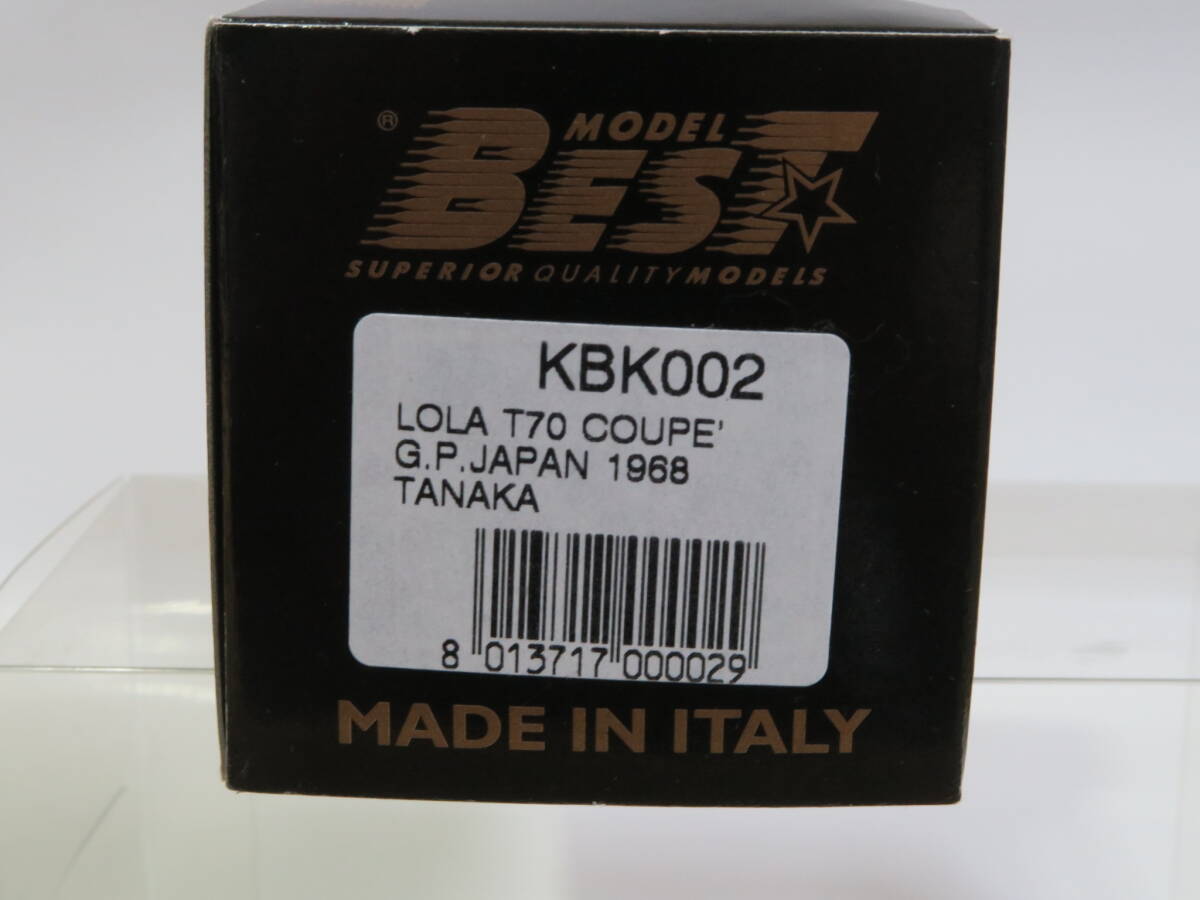 ®
MODEL
BEST
SUPERIOR QUALITY MODELS
KBK002
LOLA T70 COUPE'
G.P.JAPAN 1968
TANAKA
8 013717 000029
MADE IN ITALY